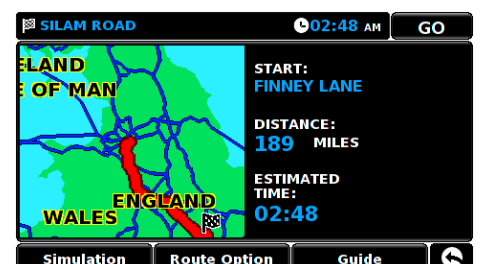 SILAM ROAD
02:48 AM
GO
ELAND
E OF MAN
ENGLAND
WALES
START:
FINNEY LANE
DISTANCE:
189 MILES
ESTIMATED
TIME:
02:48
Simulation
Route Option
Guide